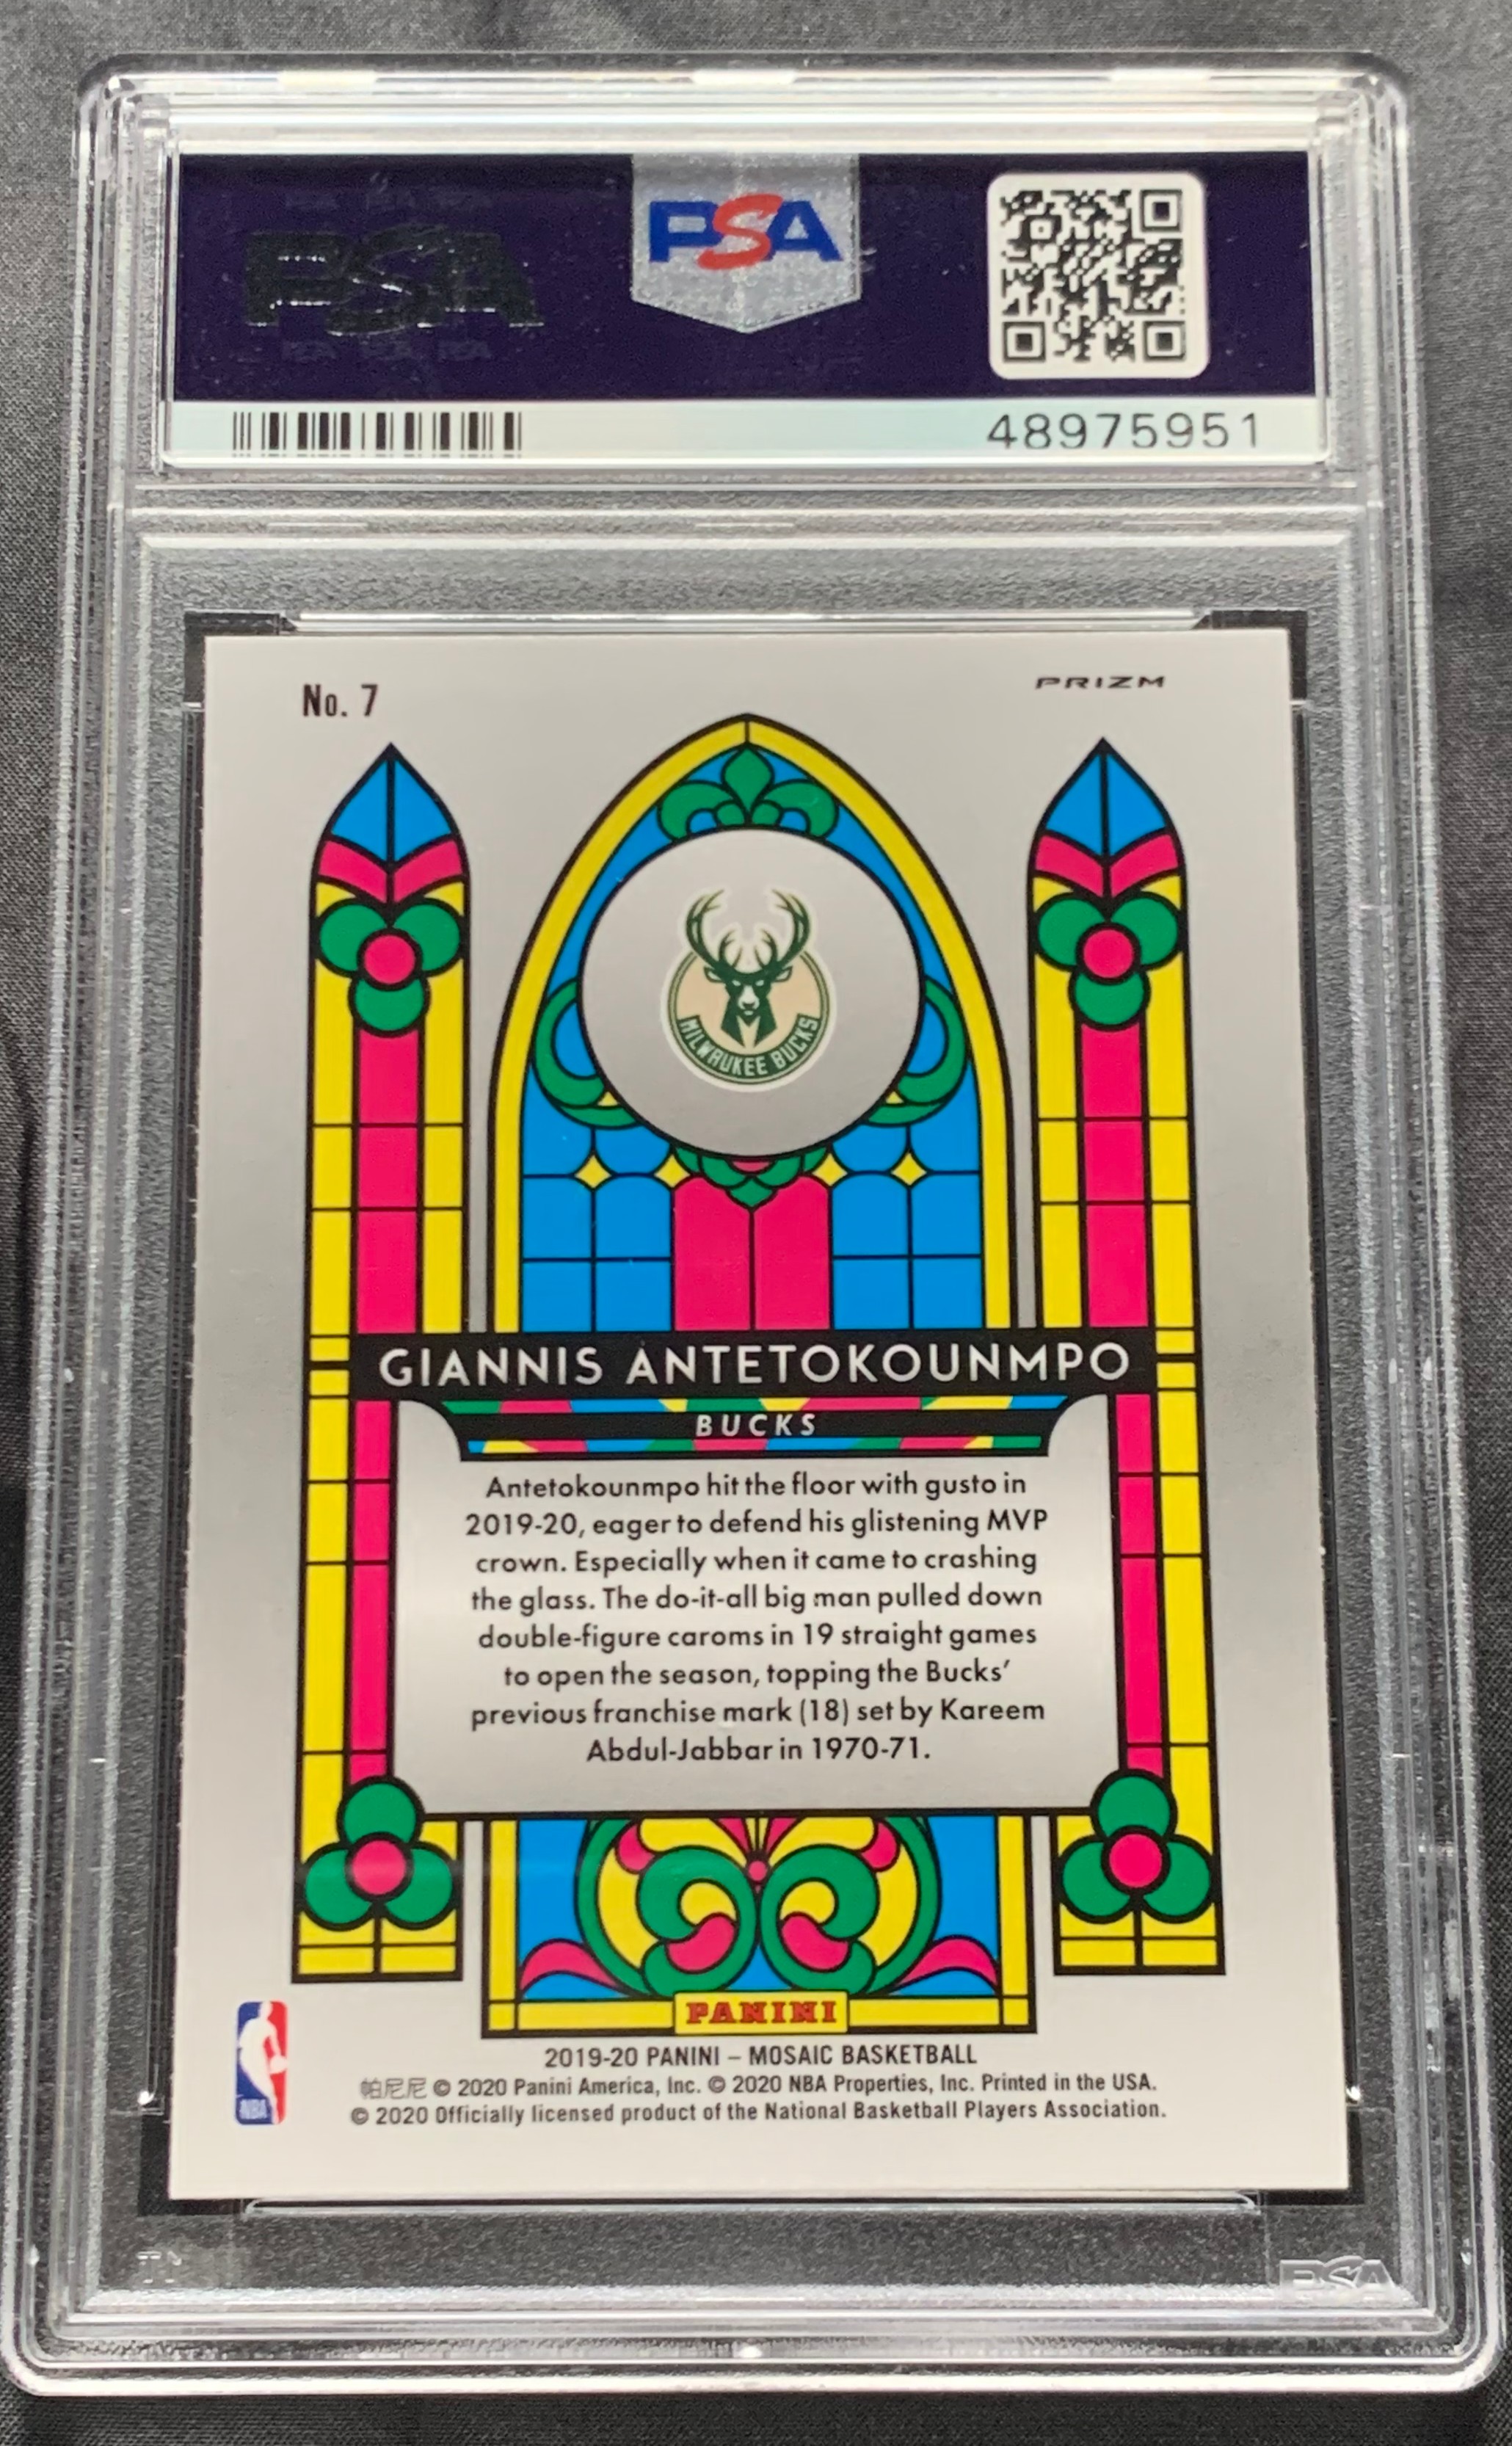 PSA
PSA
48975951
No. 7
PRIZM
MILWAUKEE BUCKS
GIANNIS ANTETOKOUNMPO
BUCKS
Antetokounmpo hit the floor with gusto in
2019-20, eager to defend his glistening MVP
crown. Especially when it came to crashing
the glass. The do-it-all big man pulled down
double-figure caroms in 19 straight games
to open the season, topping the Bucks'
previous franchise mark (18) set by Kareem
Abdul-Jabbar in 1970-71.
PANINI
NBA
2019-20 PANINI – MOSAIC BASKETBALL
帕尼尼 © 2020 Panini America, Inc. © 2020 NBA Properties, Inc. Printed in the USA.
© 2020 Officially licensed product of the National Basketball Players Association.
PSA